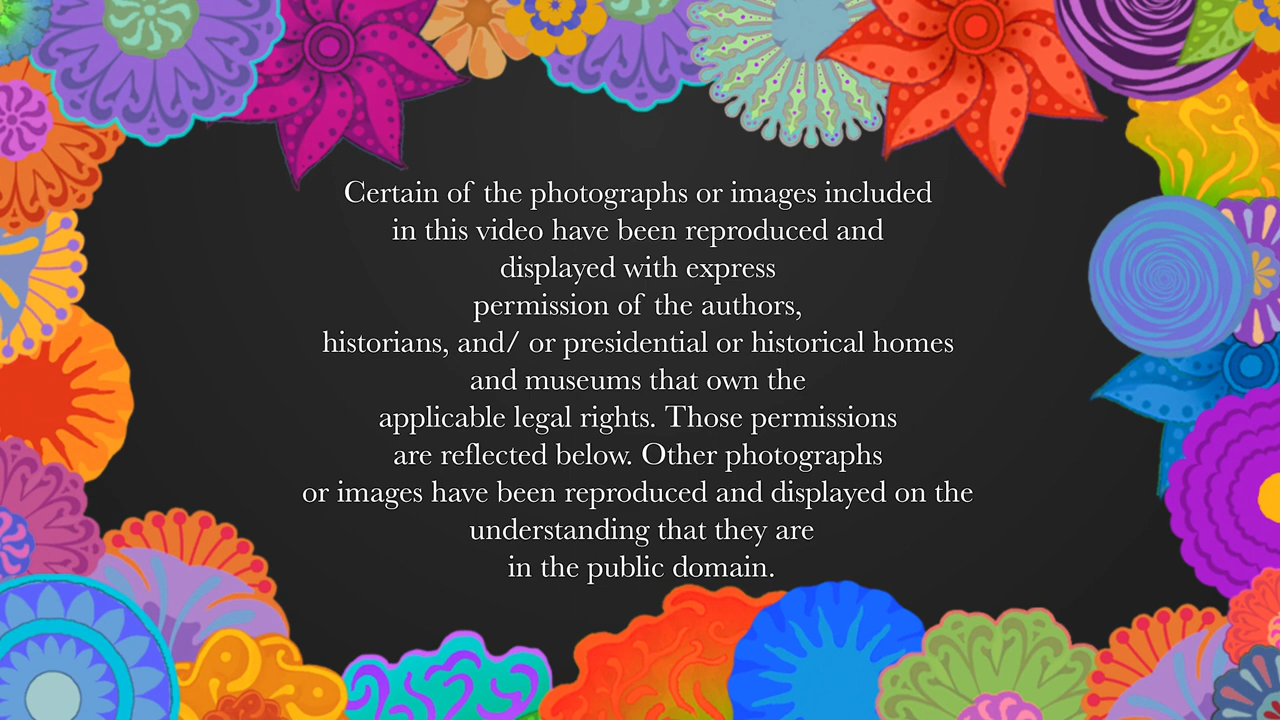 Certain of the photographs or images included
in this video have been reproduced and
displayed with express
permission of the authors,
historians, and/ or presidential or historical homes
and museums that own the
applicable legal rights. Those permissions
are reflected below. Other photographs
or images have been reproduced and displayed on the
understanding that they are
in the public domain.